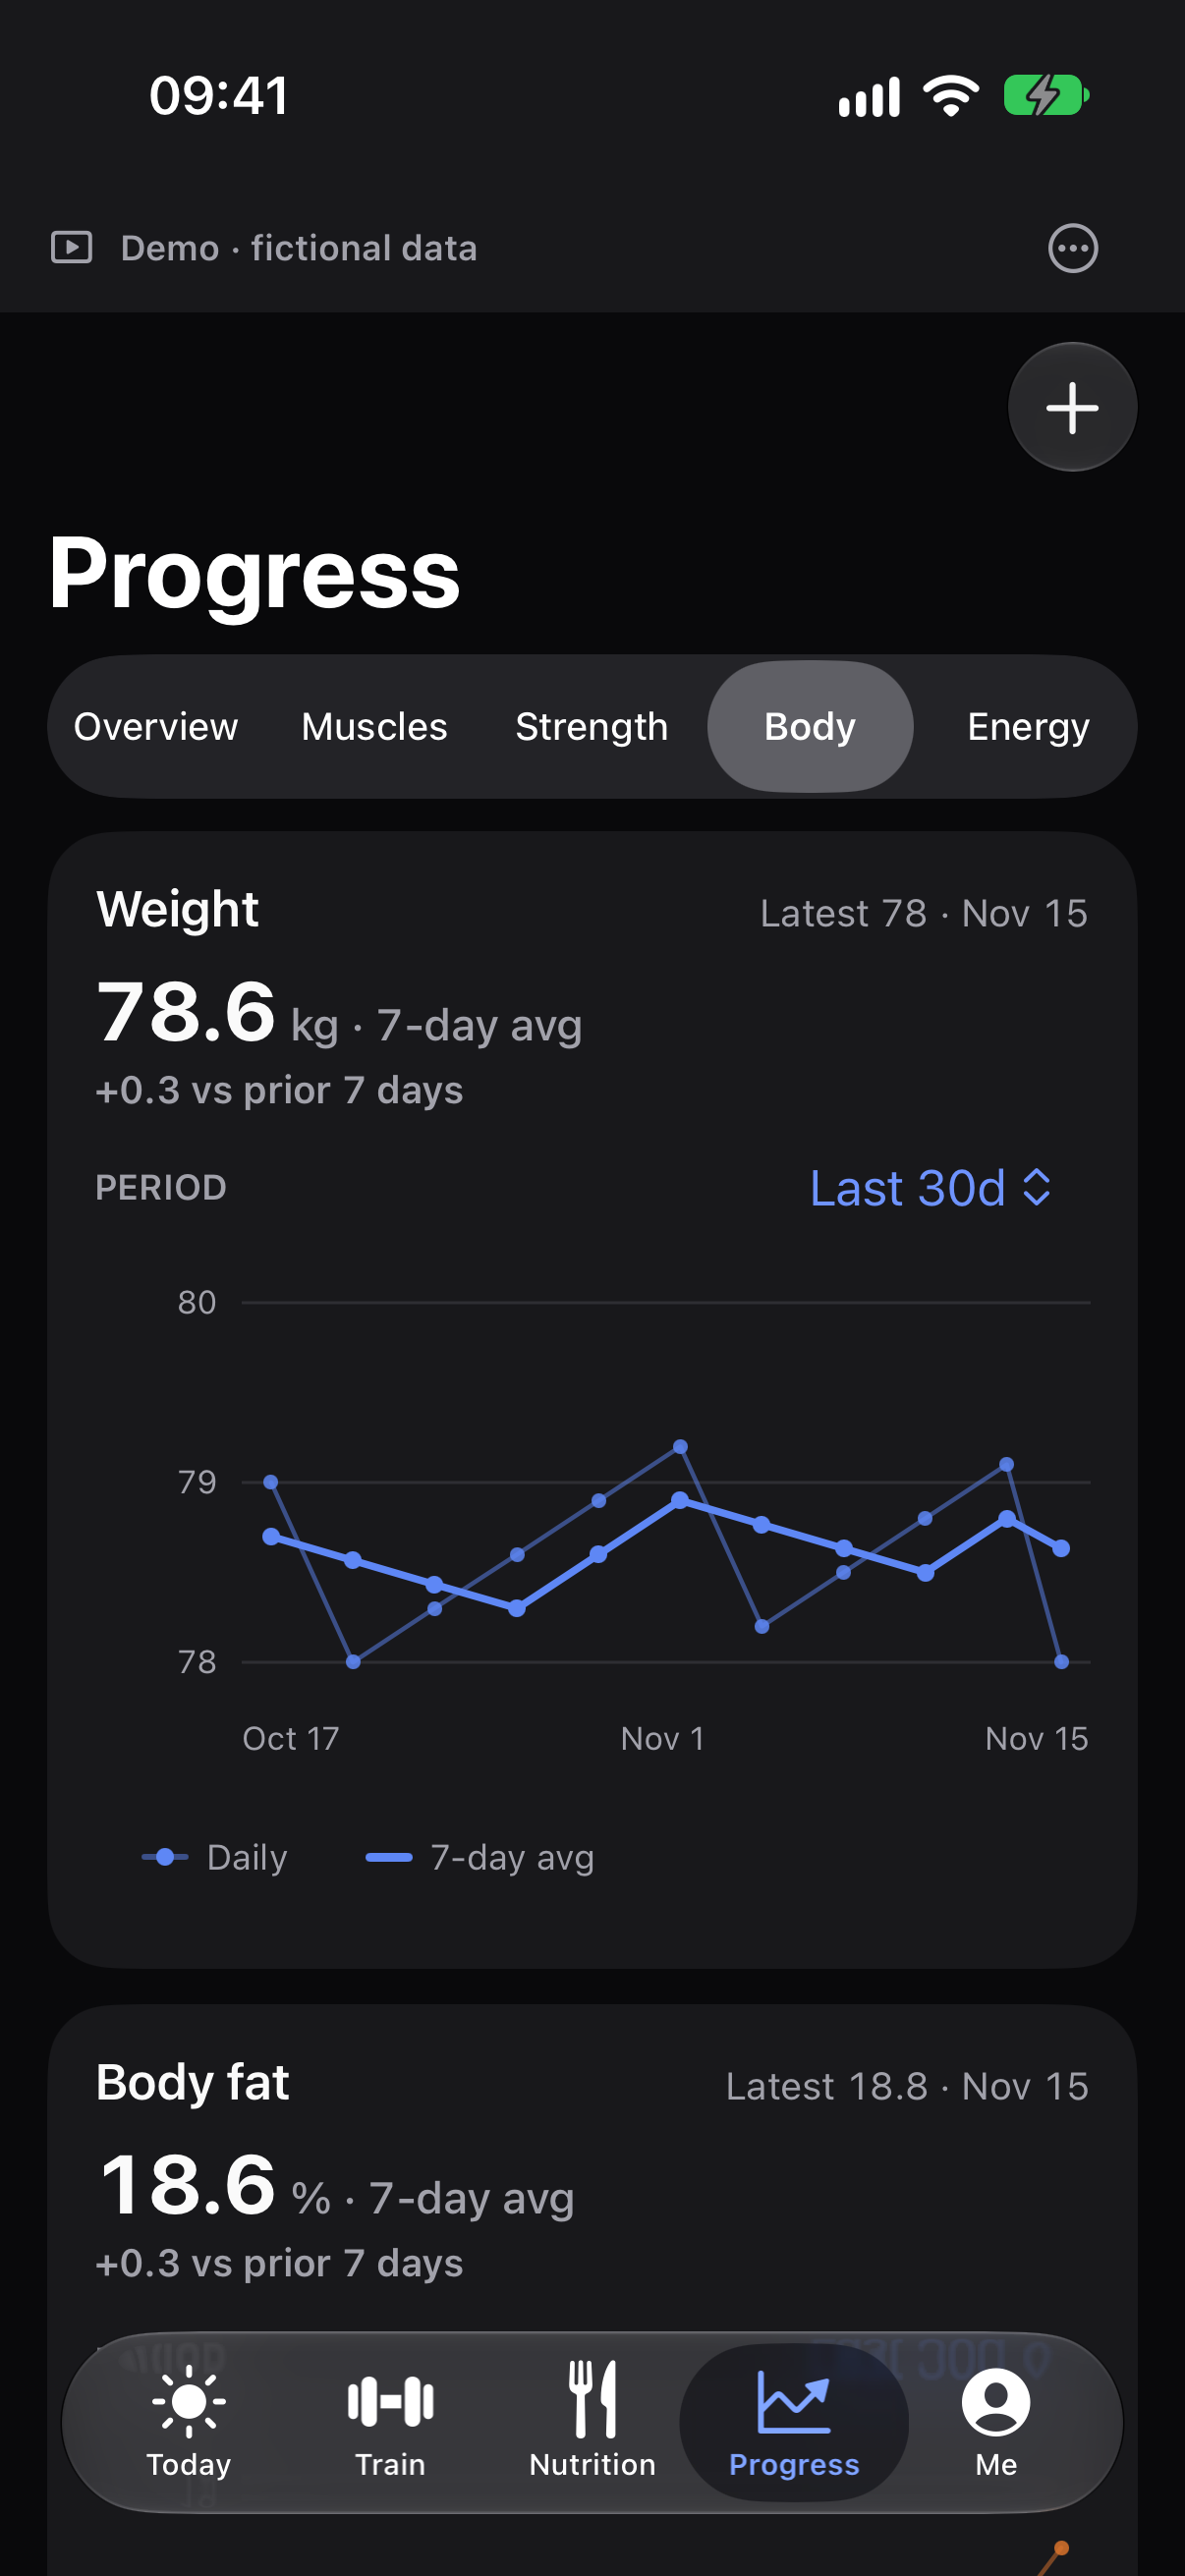 09:41
Demo · fictional data
Progress
Overview Muscles Strength Body Energy
Weight
Latest 78 · Nov 15
78.6 kg · 7-day avg
+0.3 vs prior 7 days
PERIOD
Last 30d
80
79
78
Oct 17 Nov 1 Nov 15
Daily 7-day avg
Body fat
Latest 18.8 · Nov 15
18.6 % · 7-day avg
+0.3 vs prior 7 days
Today Train Nutrition Progress Me